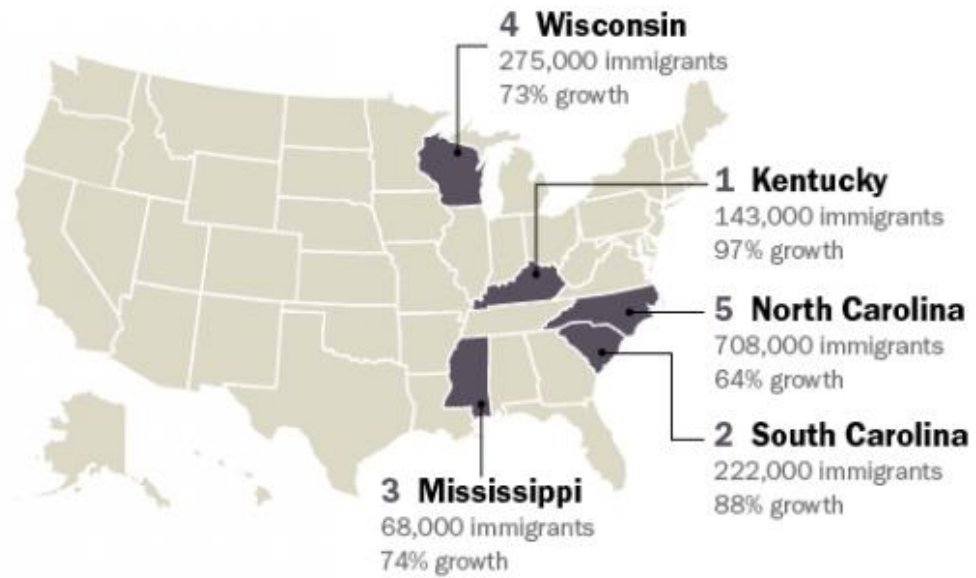 4 Wisconsin
275,000 immigrants
73% growth
1 Kentucky
143,000 immigrants
97% growth
5 North Carolina
708,000 immigrants
64% growth
2 South Carolina
222,000 immigrants
88% growth
3 Mississippi
68,000 immigrants
74% growth